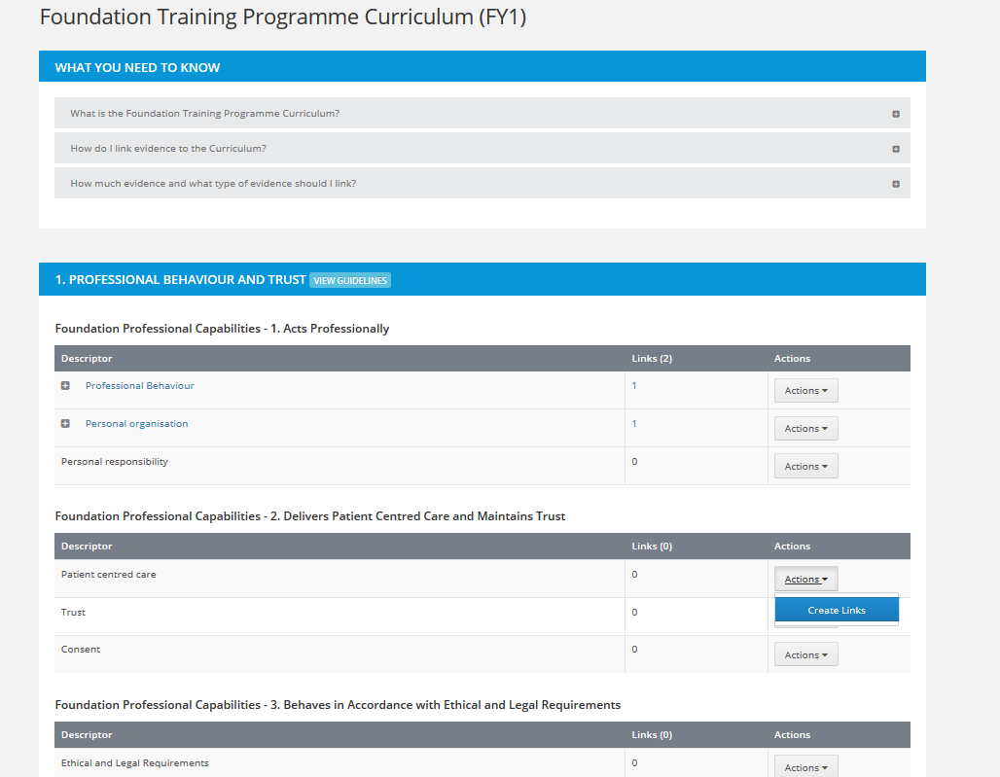 Foundation Training Programme Curriculum (FY1)
WHAT YOU NEED TO KNOW
What is the Foundation Training Programme Curriculum?
How do I link evidence to the Curriculum?
How much evidence and what type of evidence should I link?
1. PROFESSIONAL BEHAVIOUR AND TRUST VIEW GUIDELINES
Foundation Professional Capabilities - 1. Acts Professionally
Descriptor Links (2) Actions
Professional Behaviour 1 Actions
Personal organisation 1 Actions
Personal responsibility 0 Actions
Foundation Professional Capabilities - 2. Delivers Patient Centred Care and Maintains Trust
Descriptor Links (0) Actions
Patient centred care 0 Actions
Trust 0 Create Links
Consent 0 Actions
Foundation Professional Capabilities - 3. Behaves in Accordance with Ethical and Legal Requirements
Descriptor Links (0) Actions
Ethical and Legal Requirements 0 Actions